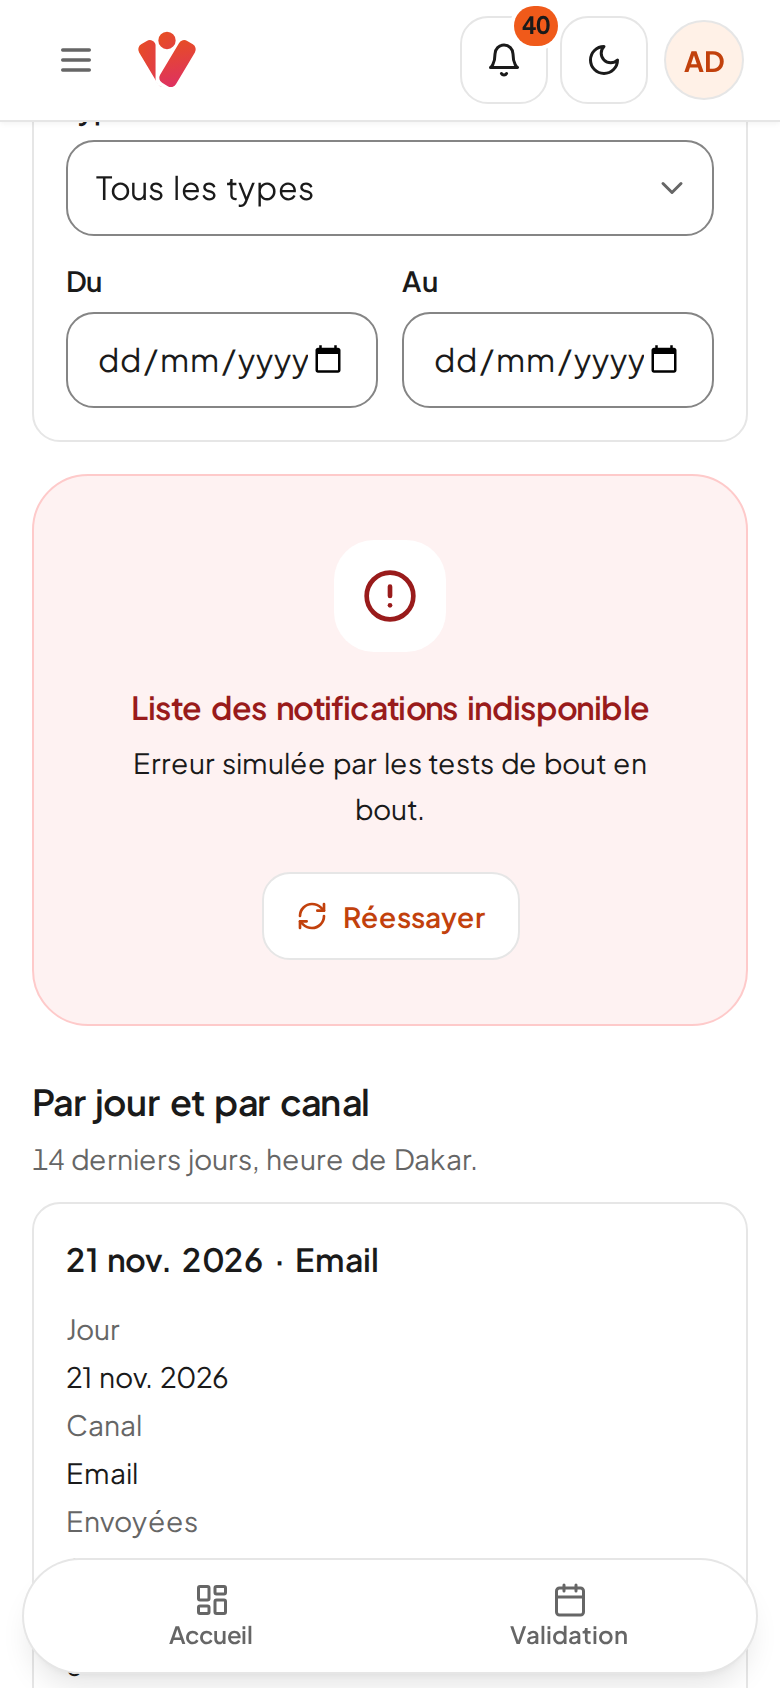 40
AD
Tous les types
Du
Au
dd/mm/yyyy
dd/mm/yyyy
Liste des notifications indisponible
Erreur simulée par les tests de bout en
bout.
Réessayer
Par jour et par canal
14 derniers jours, heure de Dakar.
21 nov. 2026 · Email
Jour
21 nov. 2026
Canal
Email
Envoyées
Accueil
Validation